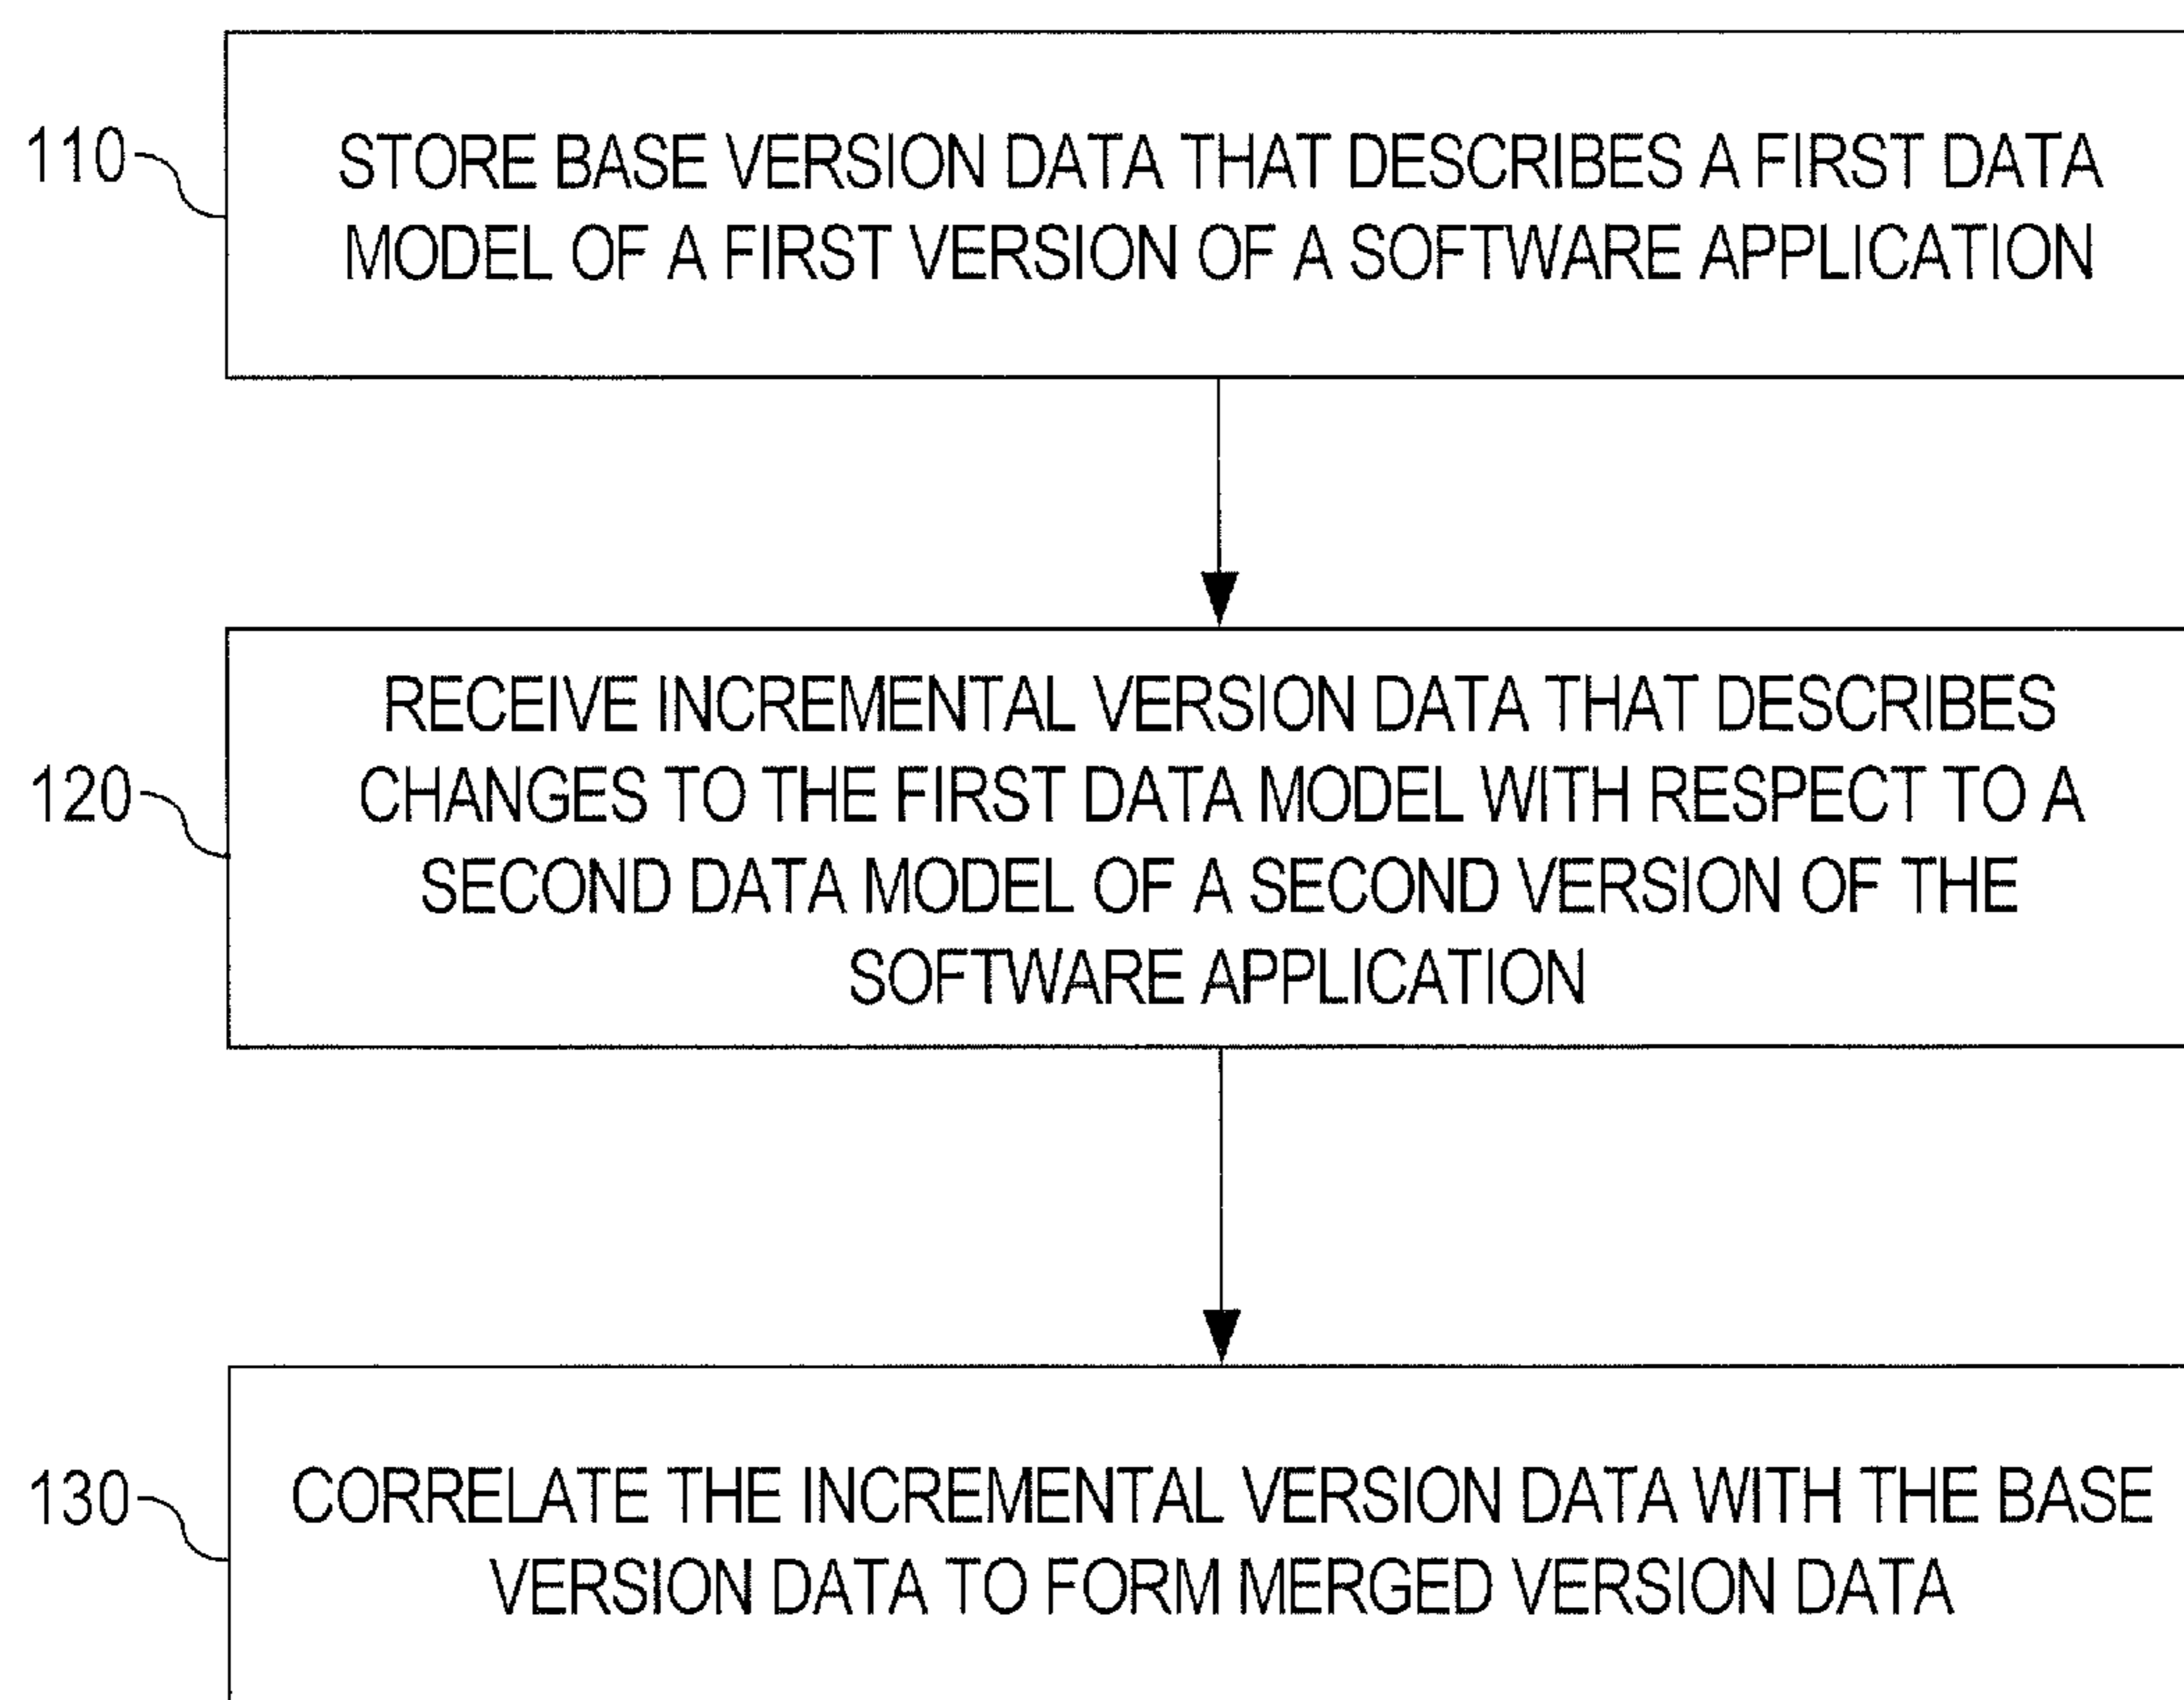 110
STORE BASE VERSION DATA THAT DESCRIBES A FIRST DATA
MODEL OF A FIRST VERSION OF A SOFTWARE APPLICATION
120
RECEIVE INCREMENTAL VERSION DATA THAT DESCRIBES
CHANGES TO THE FIRST DATA MODEL WITH RESPECT TO A
SECOND DATA MODEL OF A SECOND VERSION OF THE
SOFTWARE APPLICATION
130
CORRELATE THE INCREMENTAL VERSION DATA WITH THE BASE
VERSION DATA TO FORM MERGED VERSION DATA